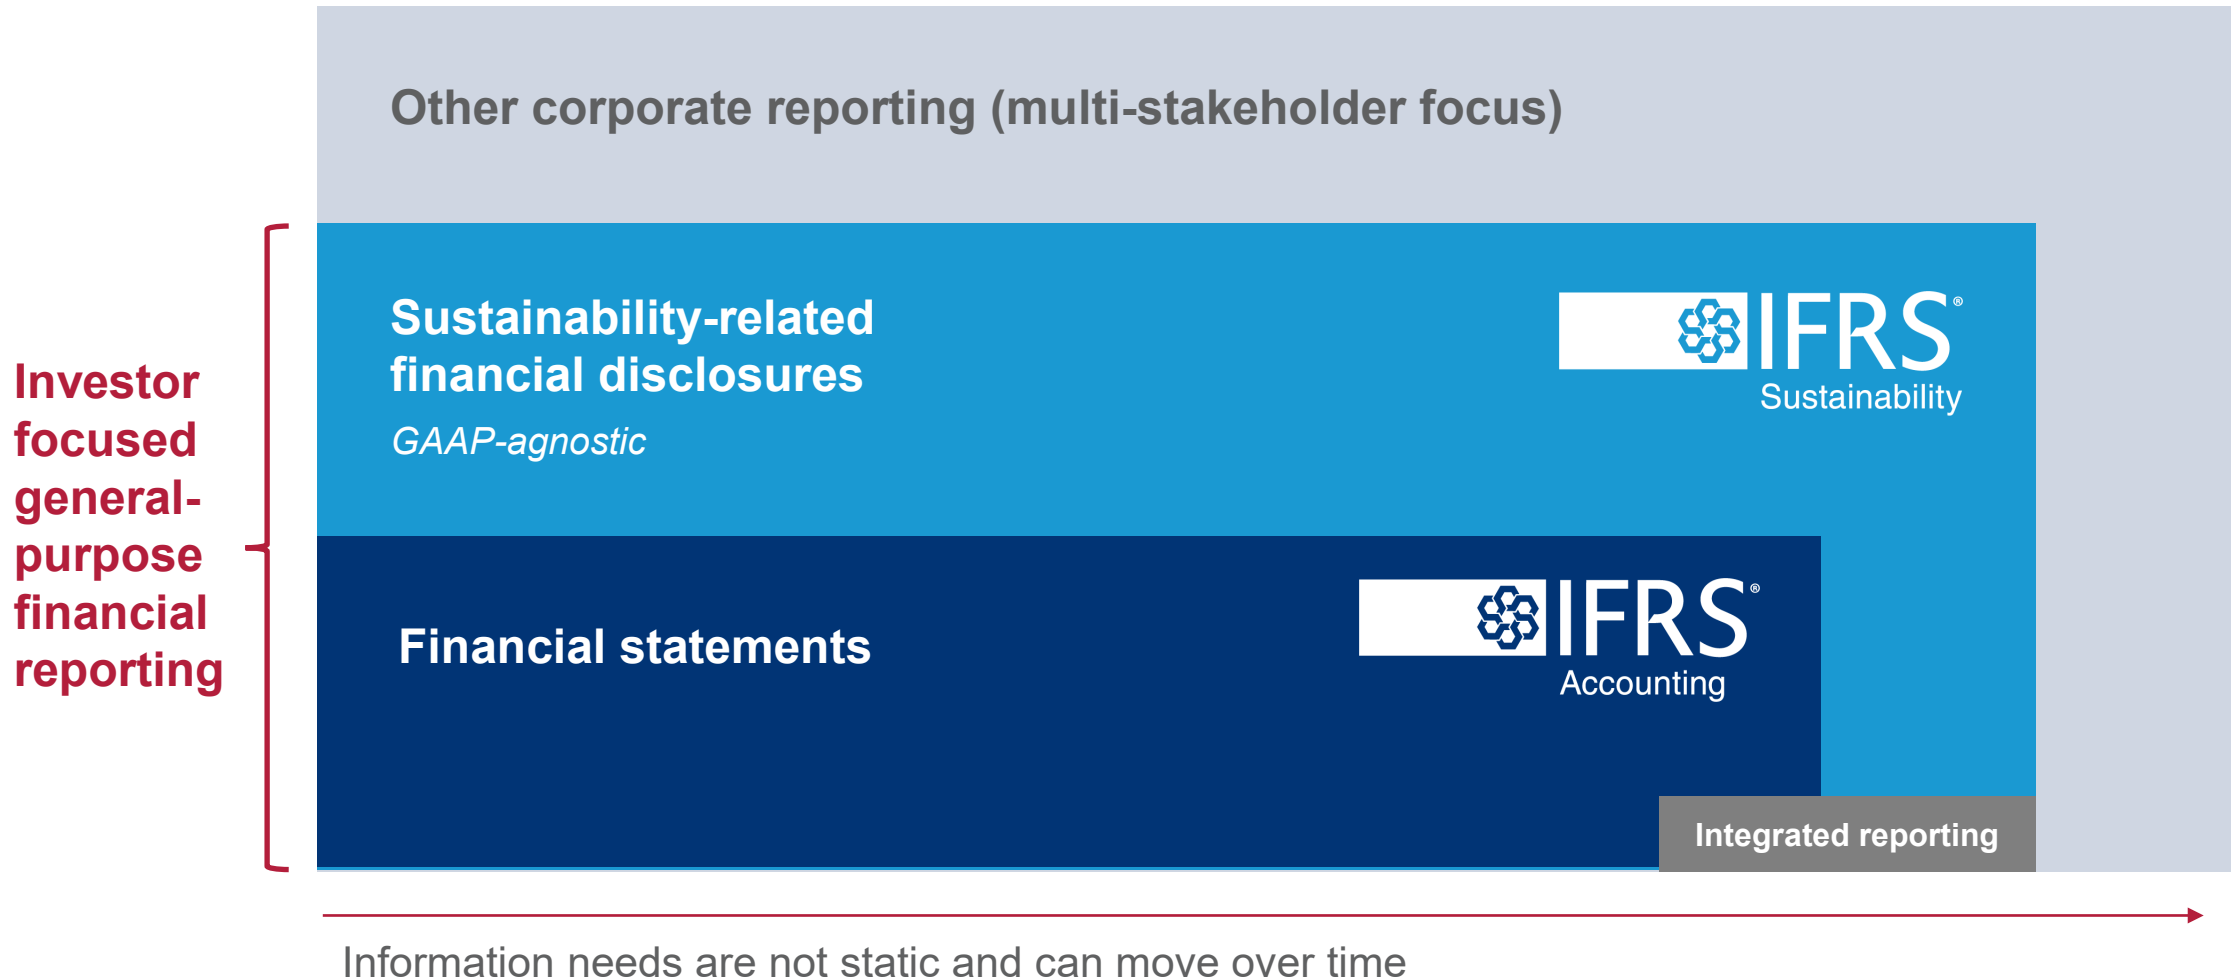 Other corporate reporting (multi-stakeholder focus)
Investor
focused
general-
purpose
financial
reporting
Sustainability-related
financial disclosures
GAAP-agnostic
IFRS®
Sustainability
Financial statements
IFRS®
Accounting
Integrated reporting
Information needs are not static and can move over time